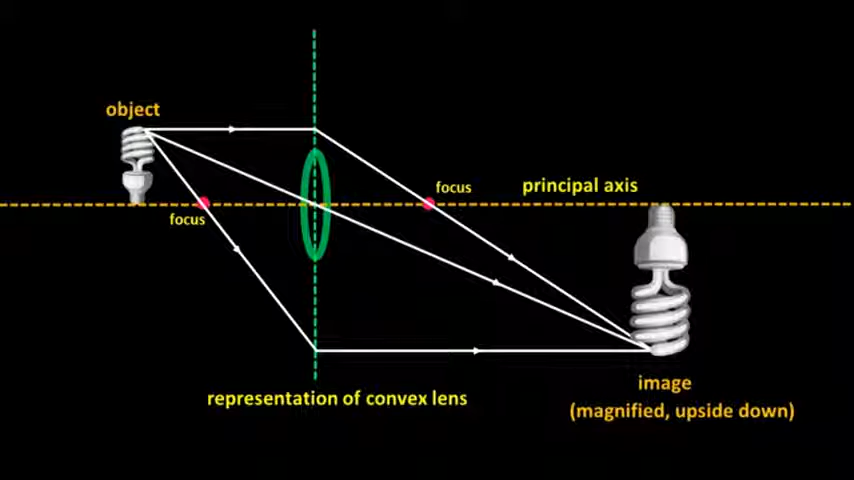 object
focus
principal axis
focus
image
representation of convex lens
(magnified, upside down)